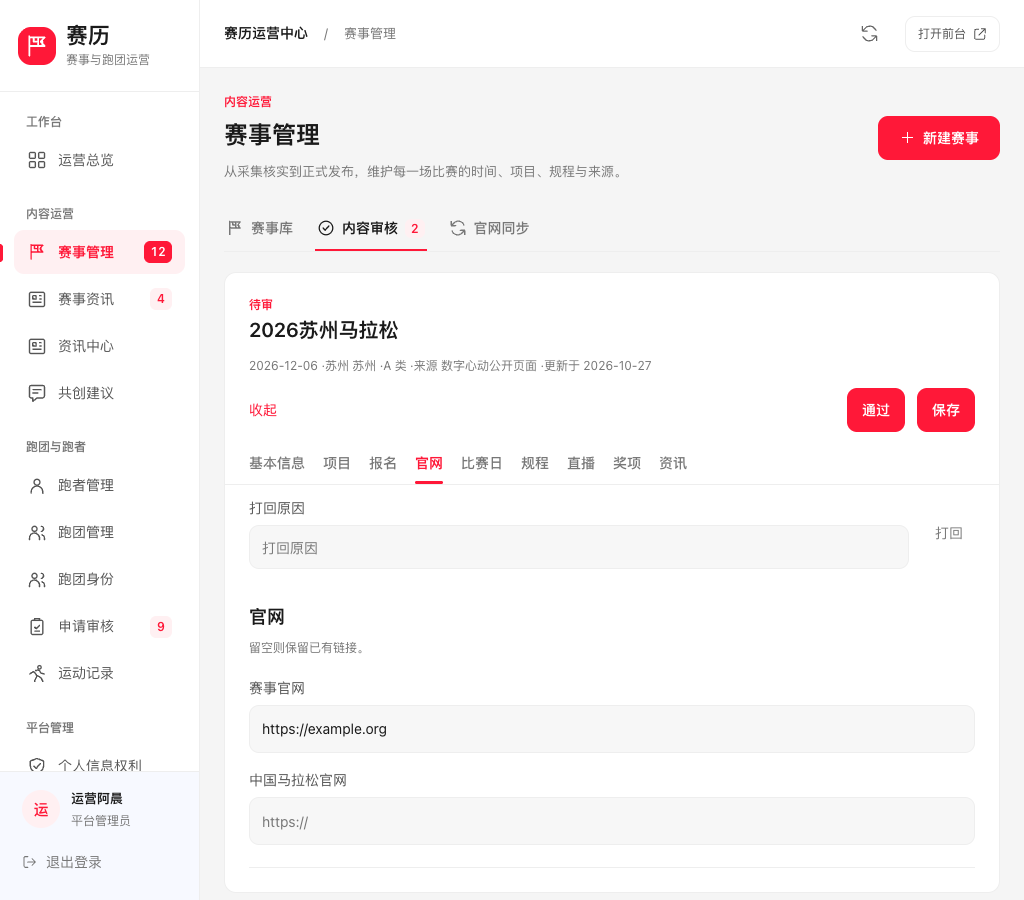 赛历
赛事与跑团运营
工作台
运营总览
内容运营
赛事管理 12
赛事资讯 4
资讯中心
共创建议
跑团与跑者
跑者管理
跑团管理
跑团身份
申请审核 9
运动记录
平台管理
个人信息权利
运 运营阿晨
平台管理员
退出登录
赛历运营中心 / 赛事管理
打开前台
内容运营
赛事管理
从采集核实到正式发布，维护每一场比赛的时间、项目、规程与来源。
新建赛事
赛事库 内容审核 2 官网同步
待审
2026苏州马拉松
2026-12-06 ·苏州 苏州 ·A 类 ·来源 数字心动公开页面 ·更新于 2026-10-27
收起 通过 保存
基本信息 项目 报名 官网 比赛日 规程 直播 奖项 资讯
打回原因
打回原因 打回
官网
留空则保留已有链接。
赛事官网
https://example.org
中国马拉松官网
https://